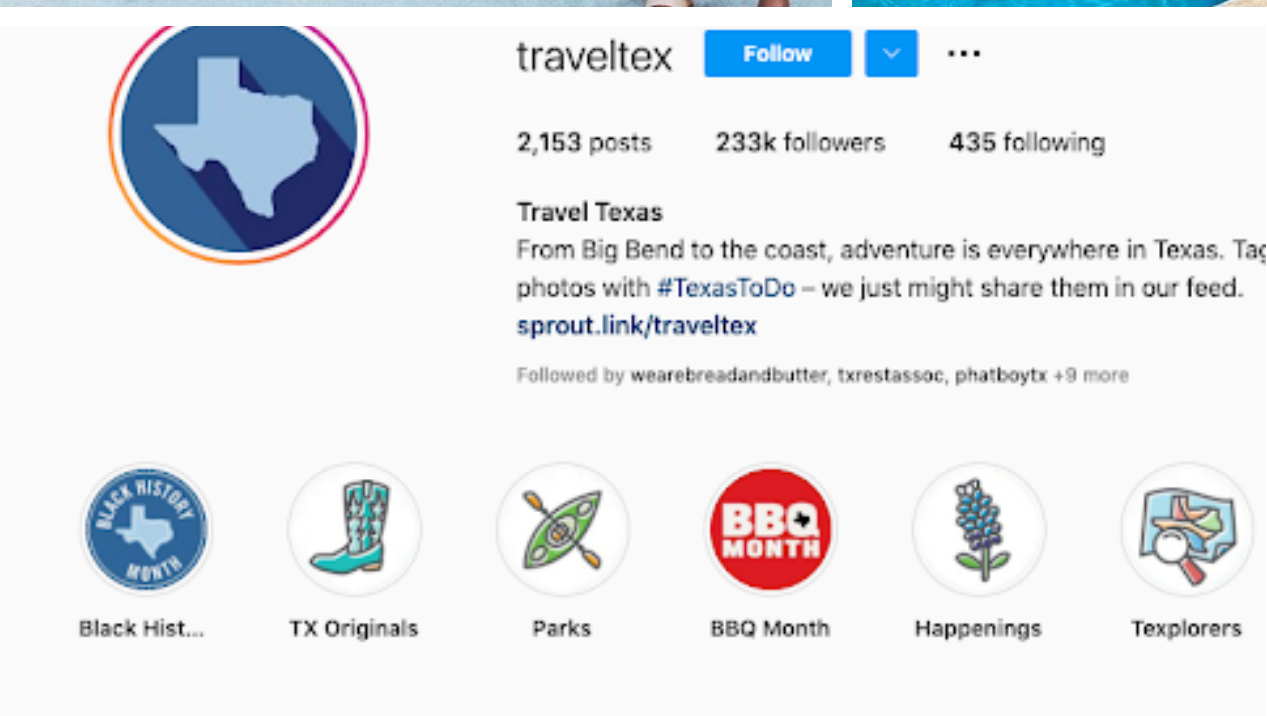 traveltex Follow
2,153 posts 233k followers 435 following
Travel Texas
From Big Bend to the coast, adventure is everywhere in Texas. Tag
photos with #TexasToDo – we just might share them in our feed.
sprout.link/traveltex
Followed by wearebreadandbutter, txrestassoc, phatboytx +9 more
BLACK HISTORY
MONTH
BBQ
MONTH
Black Hist... TX Originals Parks BBQ Month Happenings Texplorers